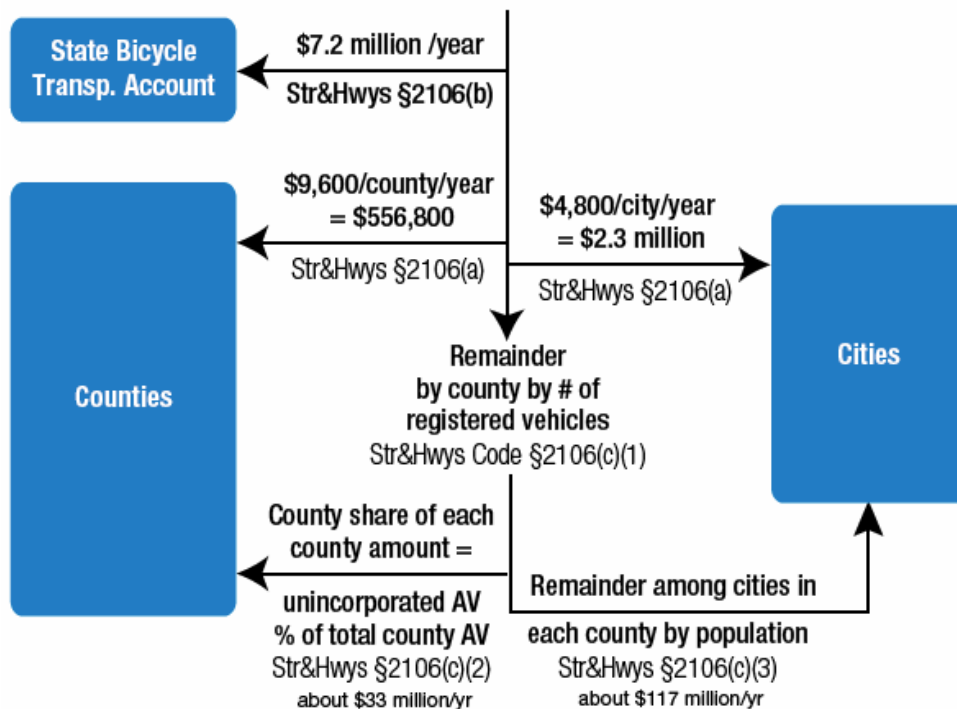 State Bicycle
Transp. Account
$7.2 million /year
Str&Hwys §2106(b)
$9,600/county/year
= $556,800
Str&Hwys §2106(a)
$4,800/city/year
= $2.3 million
Str&Hwys §2106(a)
Counties
Cities
Remainder
by county by # of
registered vehicles
Str&Hwys Code §2106(c)(1)
County share of each
county amount =
unincorporated AV
% of total county AV
Str&Hwys §2106(c)(2)
about $33 million/yr
Remainder among cities in
each county by population
Str&Hwys §2106(c)(3)
about $117 million/yr